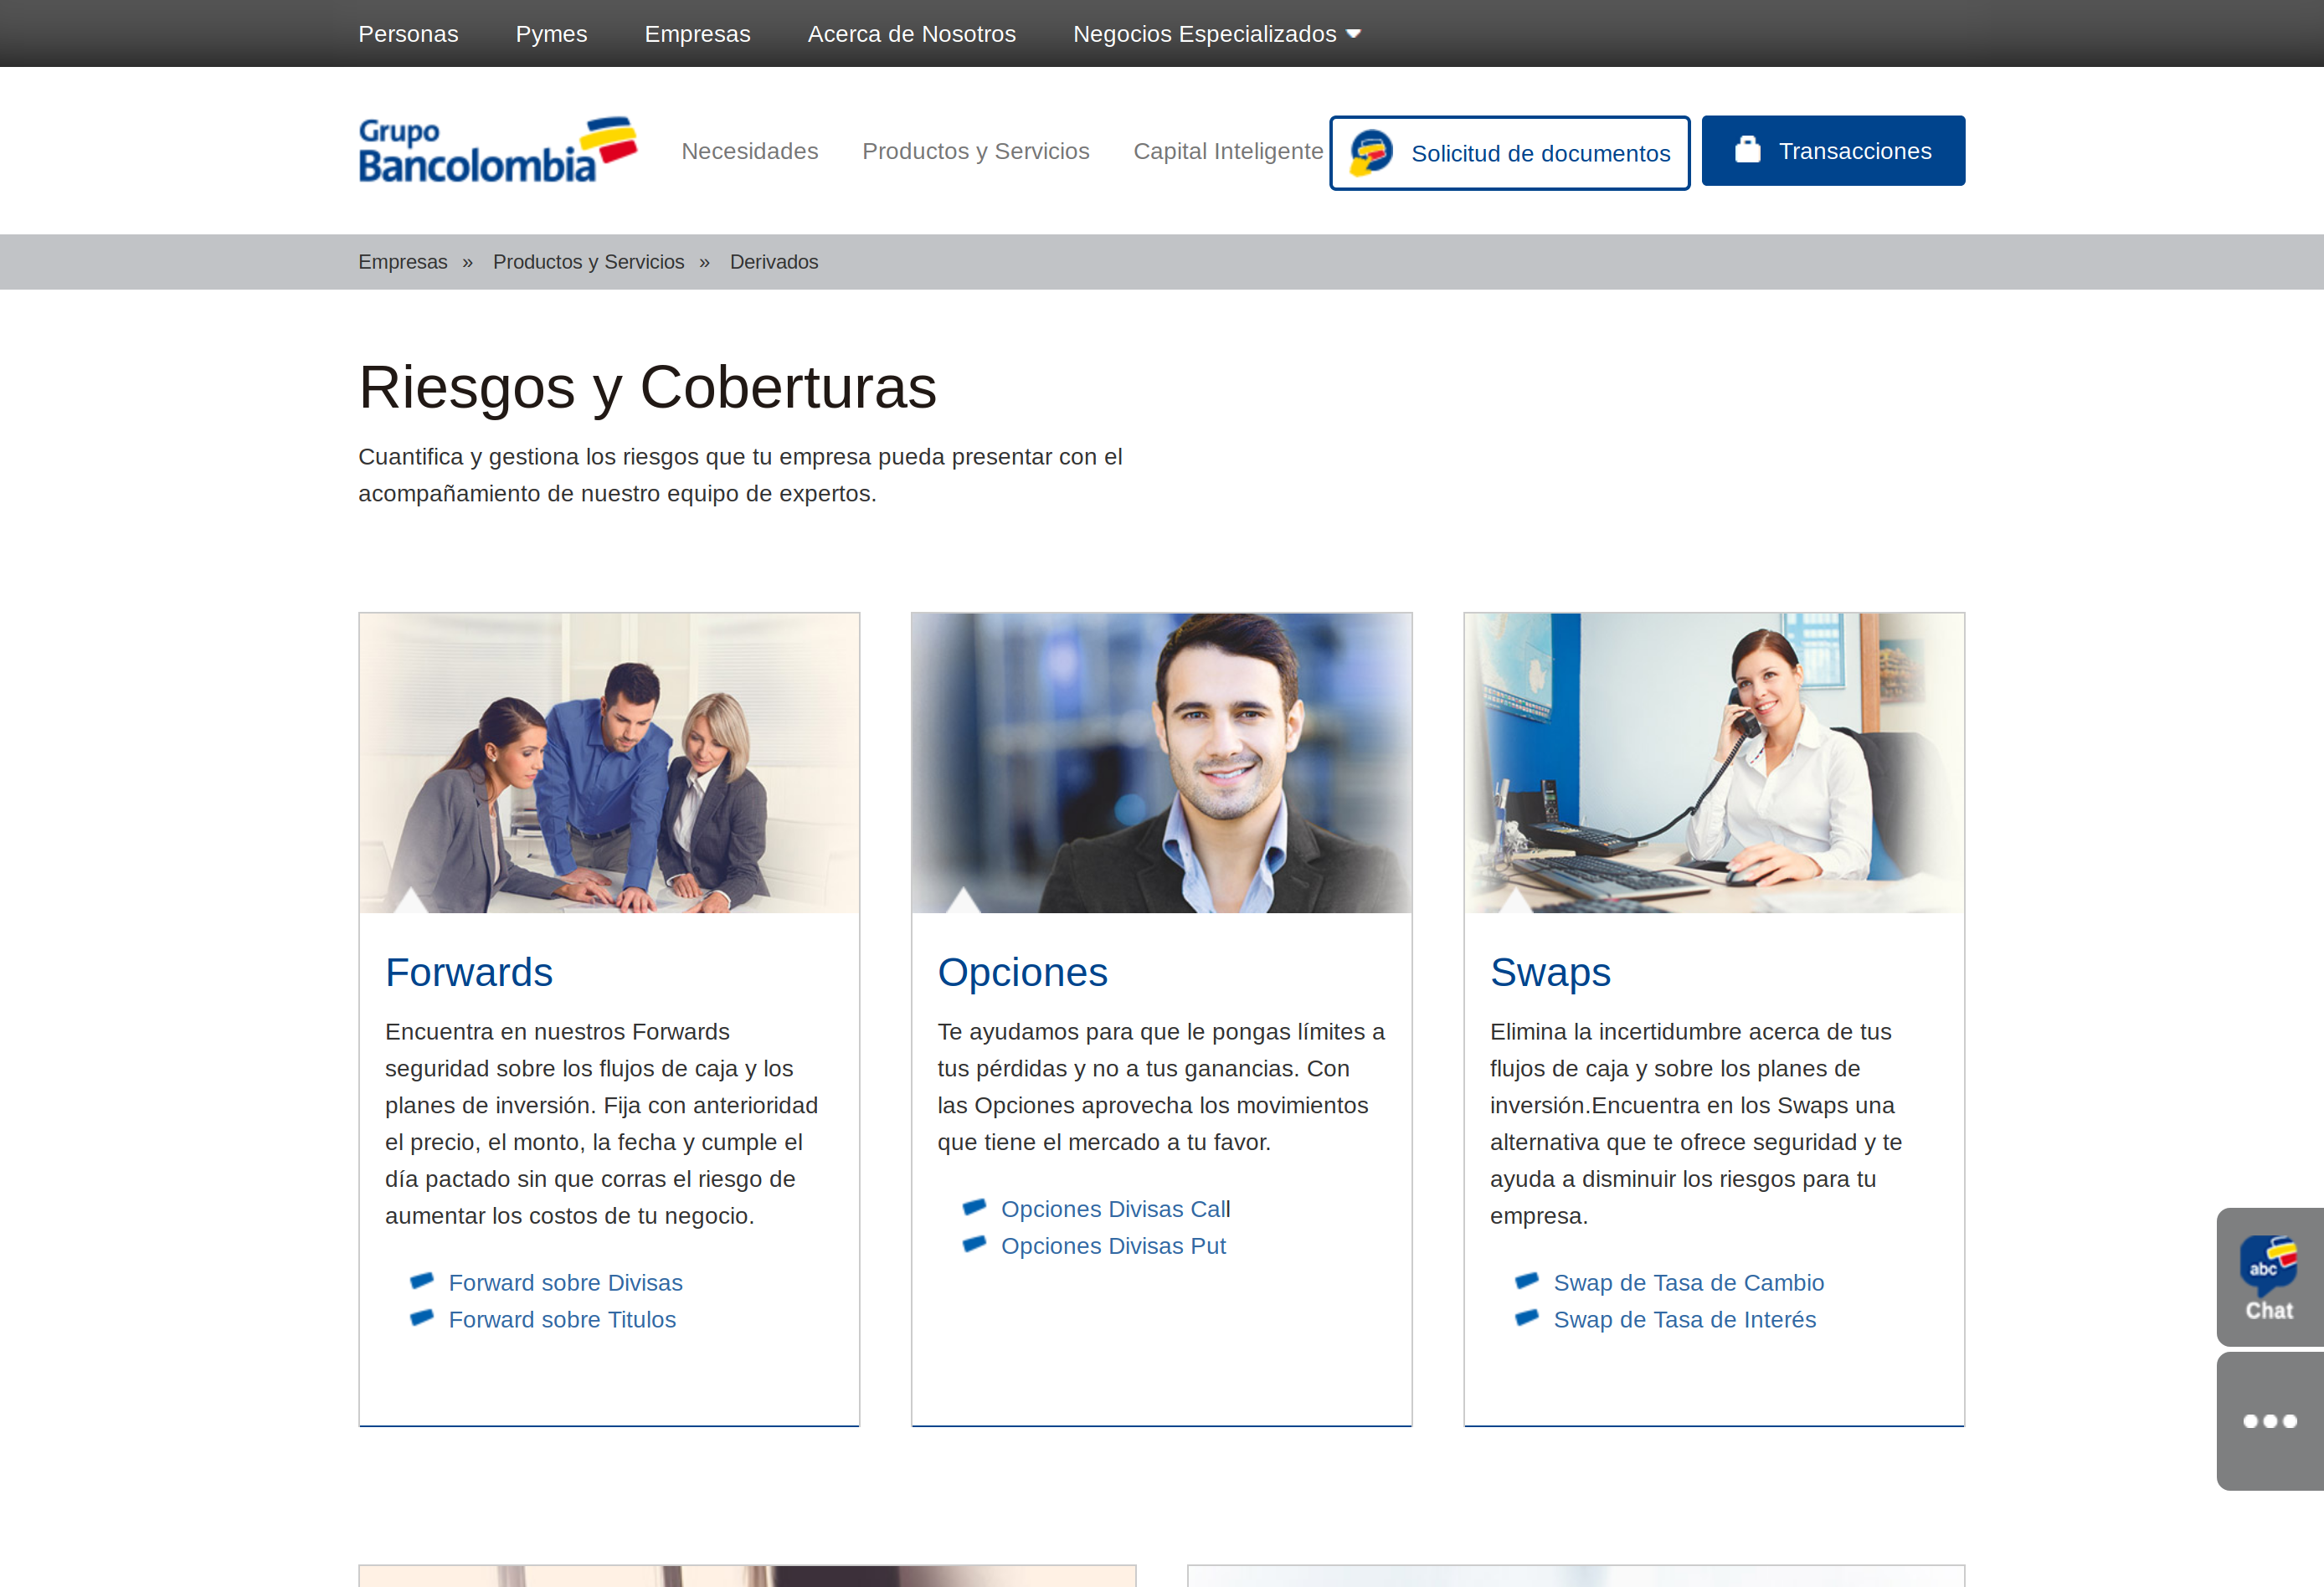 Personas Pymes Empresas Acerca de Nosotros Negocios Especializados
Grupo
Bancolombia
Necesidades Productos y Servicios Capital Inteligente Solicitud de documentos Transacciones
Empresas » Productos y Servicios » Derivados
Riesgos y Coberturas
Cuantifica y gestiona los riesgos que tu empresa pueda presentar con el
acompañamiento de nuestro equipo de expertos.
Forwards
Encuentra en nuestros Forwards
seguridad sobre los flujos de caja y los
planes de inversión. Fija con anterioridad
el precio, el monto, la fecha y cumple el
día pactado sin que corras el riesgo de
aumentar los costos de tu negocio.
Forward sobre Divisas
Forward sobre Titulos
Opciones
Te ayudamos para que le pongas límites a
tus pérdidas y no a tus ganancias. Con
las Opciones aprovecha los movimientos
que tiene el mercado a tu favor.
Opciones Divisas Call
Opciones Divisas Put
Swaps
Elimina la incertidumbre acerca de tus
flujos de caja y sobre los planes de
inversión.Encuentra en los Swaps una
alternativa que te ofrece seguridad y te
ayuda a disminuir los riesgos para tu
empresa.
Swap de Tasa de Cambio
Swap de Tasa de Interés
abc
Chat